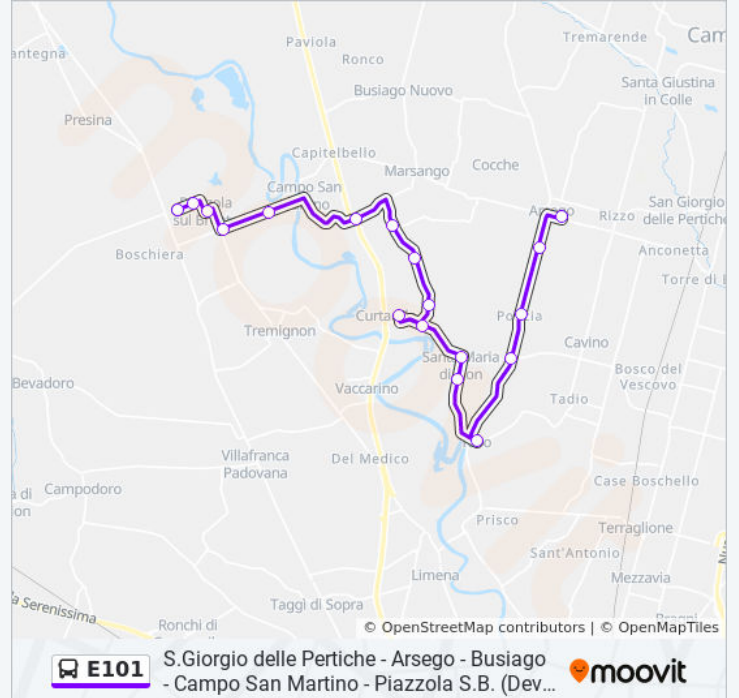 Paviola
Tremarende
Cam
antegna
Ronco
Busiago Nuovo
Santa Giustina
in Colle
Presina
Capitelbello
Marsango
Cocche
Campo San
San Giorgio
delle Pertiche
Rizzo
sul B
Boschiera
Anconetta
Torre di
Curta
Tremignon
Cavino
Bevadoro
Vaccarino
Bosco del
Vescovo
Tadio
Villafranca
Padovana
Del Medico
Campodoro
Case Boschello
di
on
Prisco
Terraglione
Sant'Antonio
Limena
Mezzavia
a Serenissima
Taggì di Sopra
Ronchi di
© OpenStreetMap contributors | © OpenMapTiles
E101
S.Giorgio delle Pertiche - Arsego - Busiago
- Campo San Martino - Piazzola S.B. (Dev...
moovit